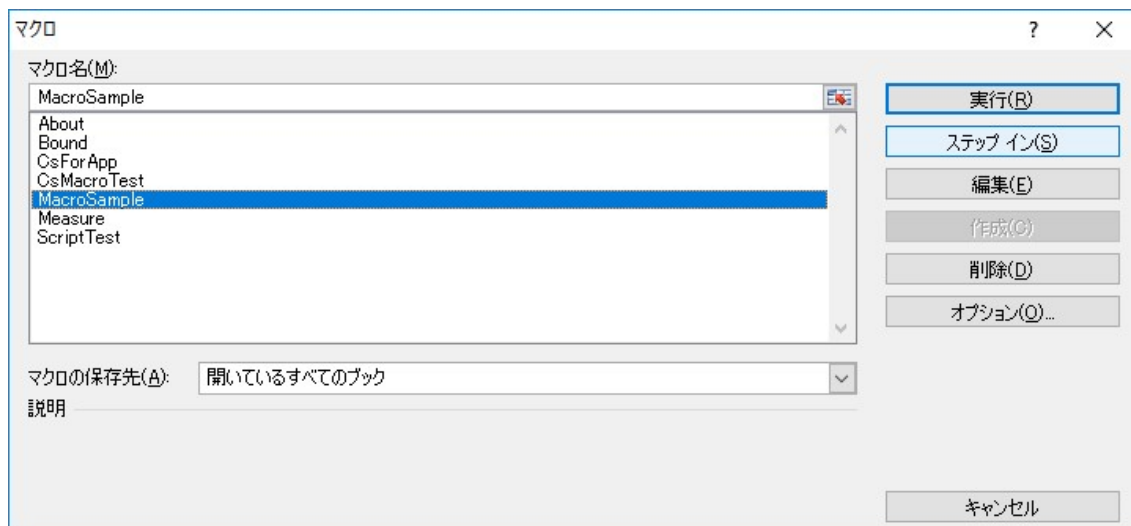 マクロ
?
マクロ名(M):
MacroSample
実行(R)
About
Bound
CsForApp
CsMacroTest
MacroSample
Measure
ScriptTest
ステップ イン(S)
編集(E)
作成(C)
削除(D)
オプション(O)...
マクロの保存先(A):
開いているすべてのブック
説明
キャンセル